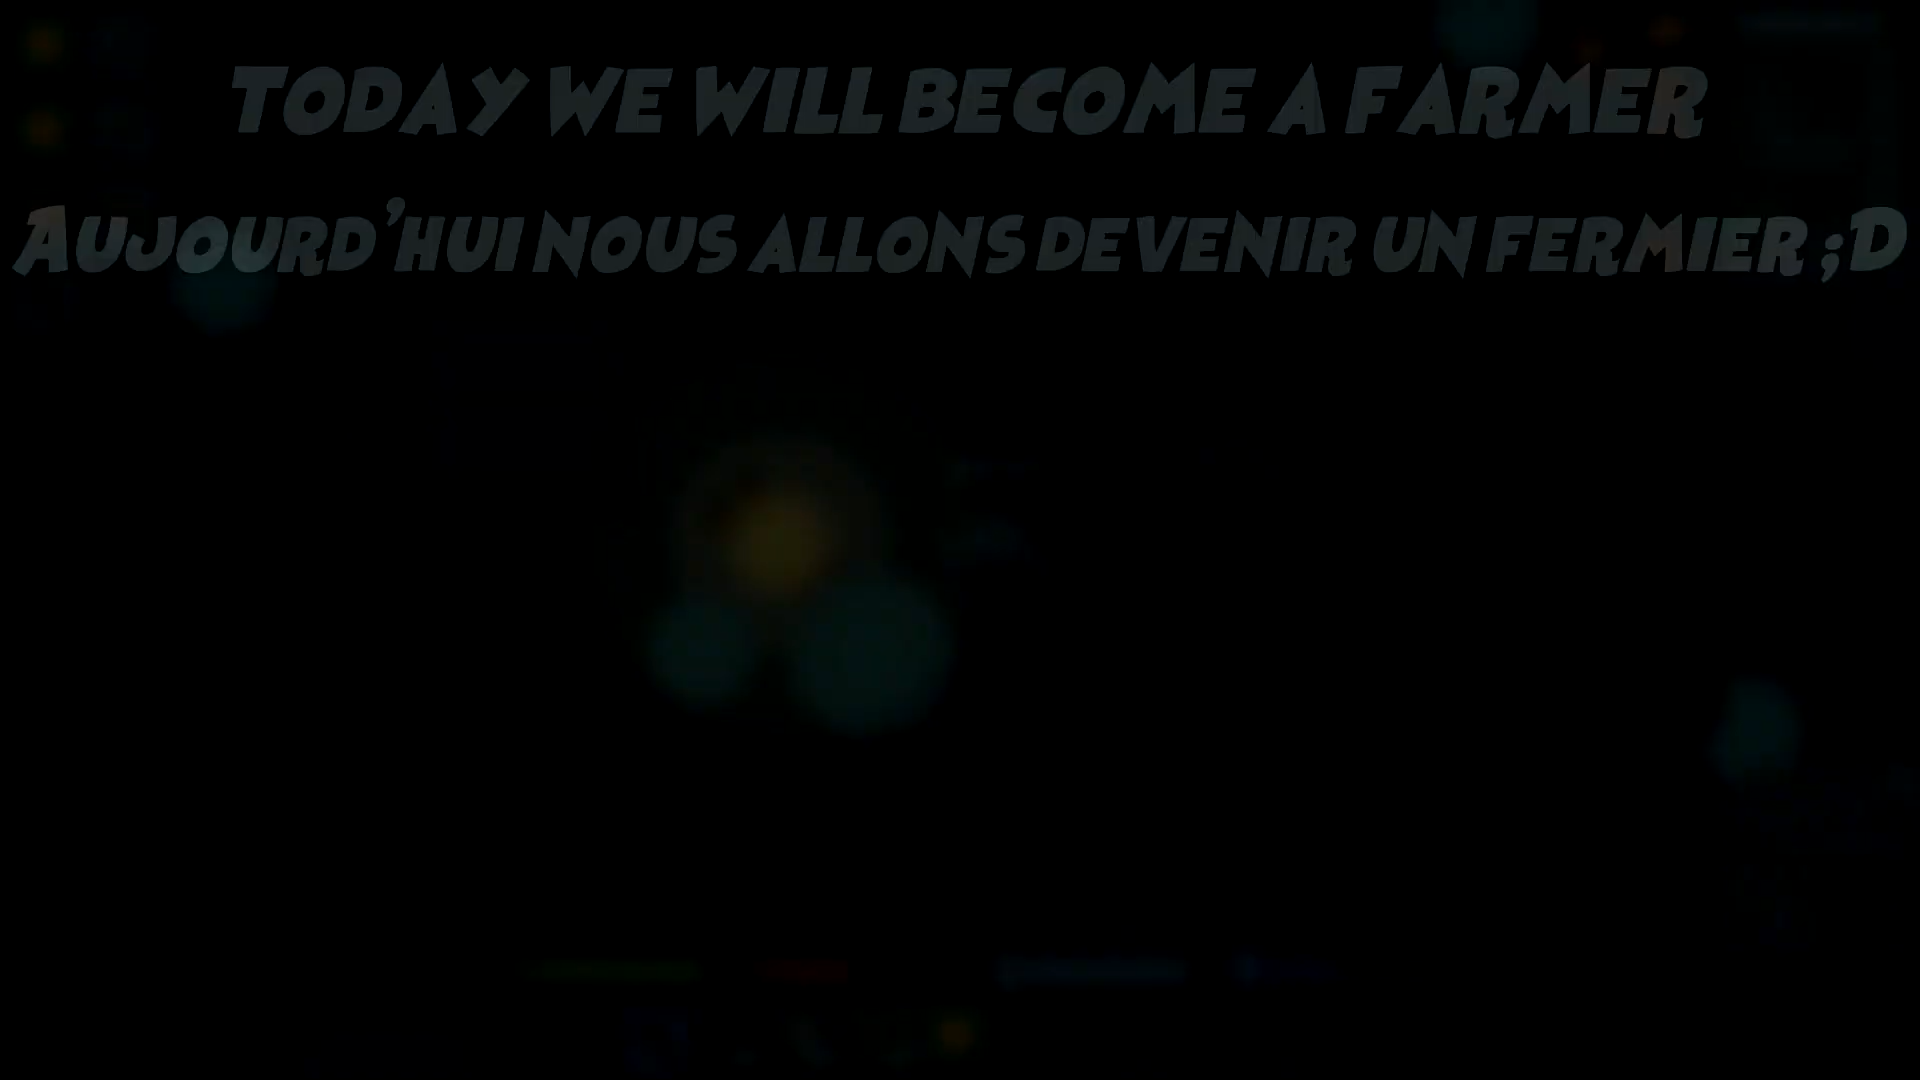 Today we will become a farmer
Aujourd'hui nous allons devenir un fermier ;D